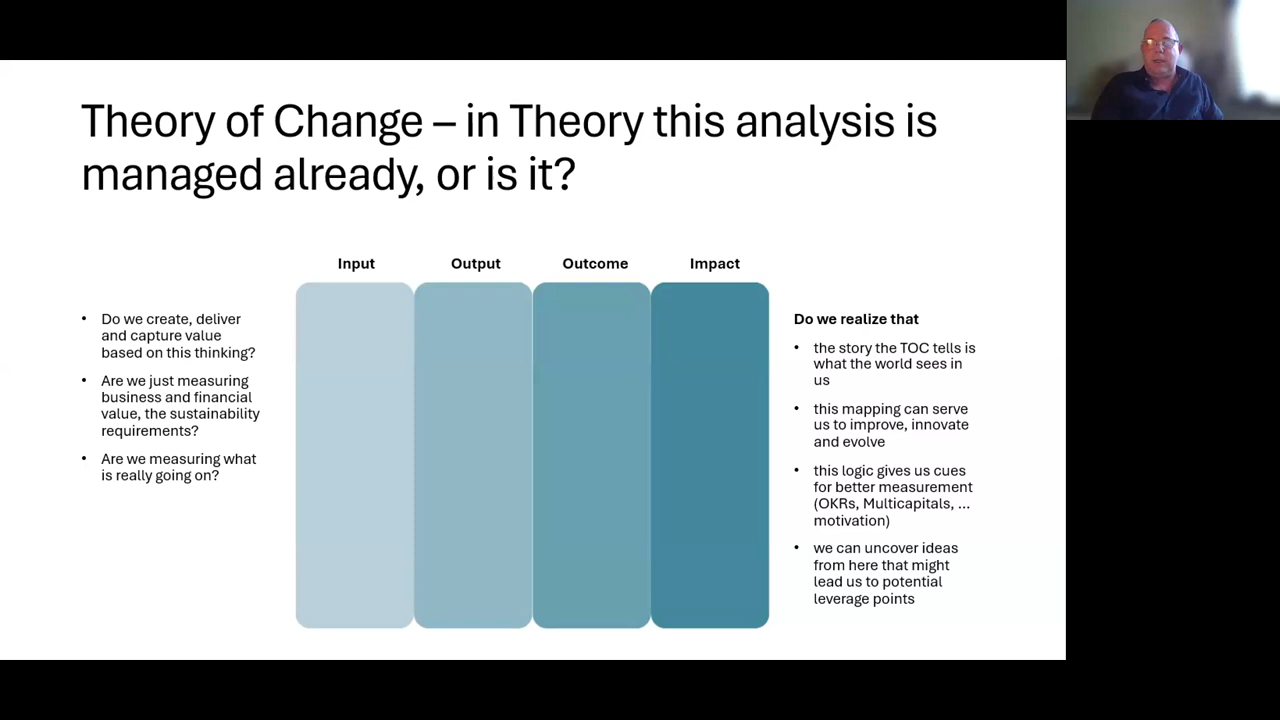 Theory of Change – in Theory this analysis is
managed already, or is it?
Input
Output
Outcome
Impact
• Do we create, deliver
and capture value
based on this thinking?
• Are we just measuring
business and financial
value, the sustainability
requirements?
• Are we measuring what
is really going on?
Do we realize that
• the story the TOC tells is
what the world sees in
us
• this mapping can serve
us to improve, innovate
and evolve
• this logic gives us cues
for better measurement
(OKRs, Multicapitals, ...
motivation)
• we can uncover ideas
from here that might
lead us to potential
leverage points